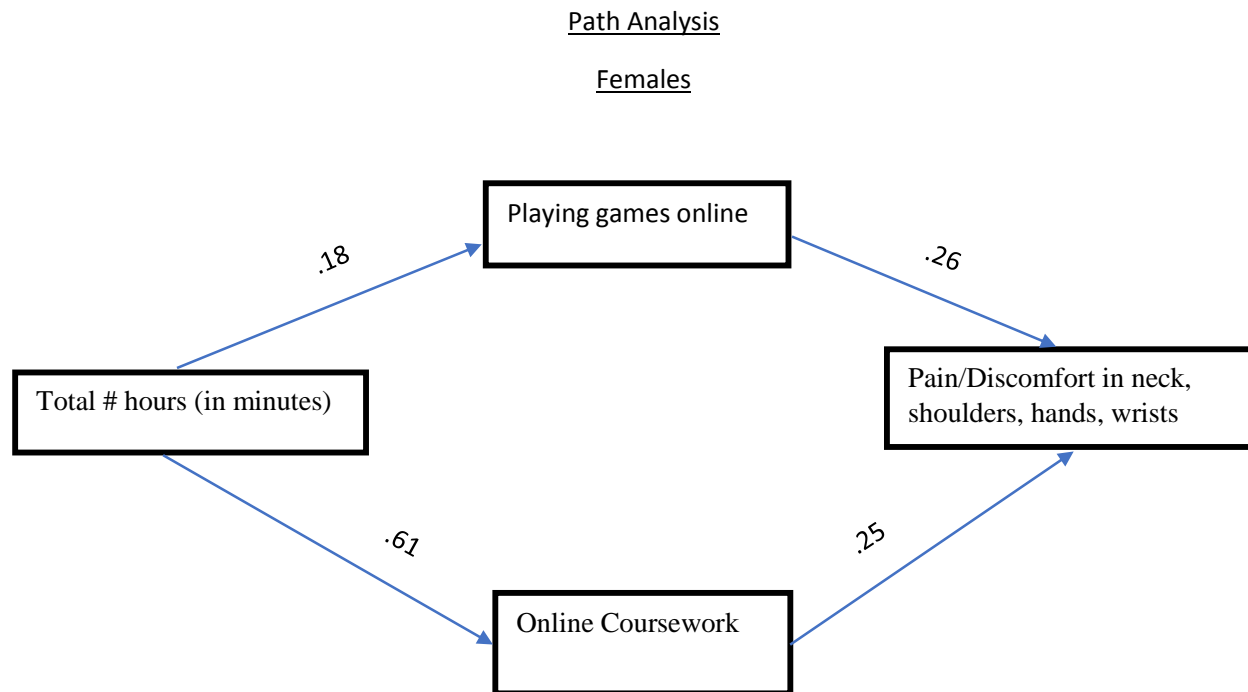 Path Analysis
Females
Playing games online
.18
.26
Total # hours (in minutes)
Pain/Discomfort in neck,
shoulders, hands, wrists
.61
.25
Online Coursework